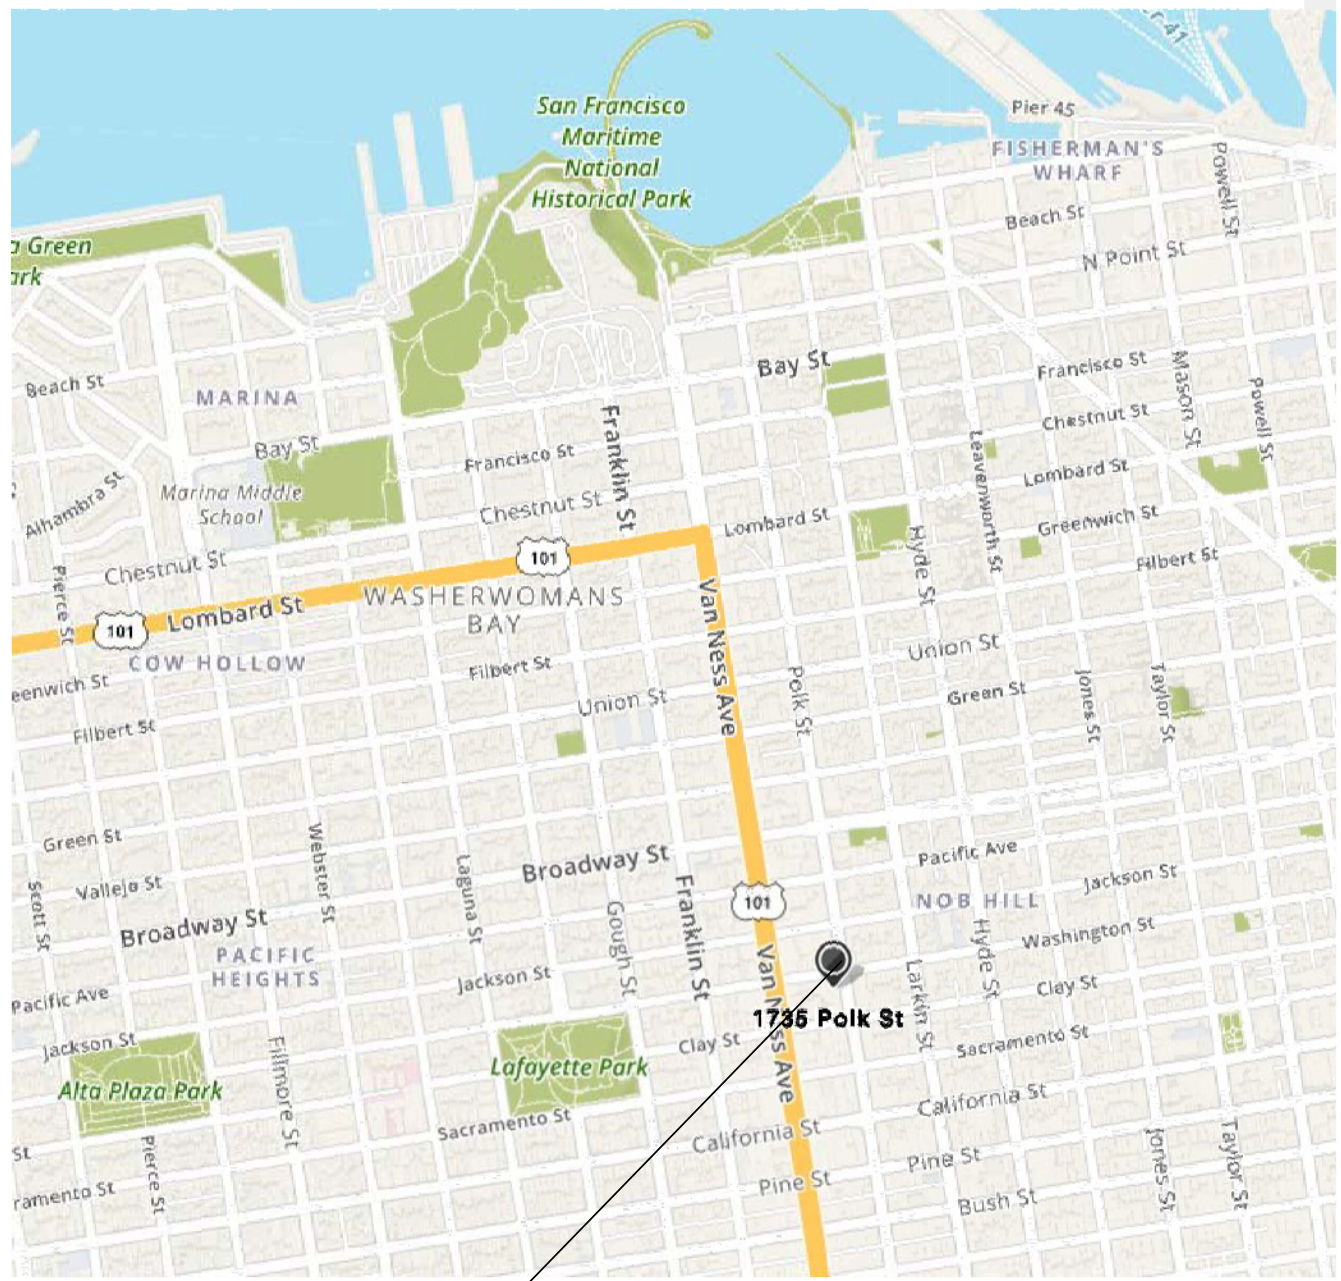 San Francisco
Maritime
National
Historical Park
Pier 45
FISHERMAN'S
WHARF
Powell St
Beach St
N Point St
a Green
ark
Bay St
Francisco St
Mason St
Powell St
Beach St
MARINA
Franklin St
Chestnut St
Bay St
Francisco St
Leavenworth St
Lombard St
Alhambra St
Marina Middle
School
Chestnut St
Lombard St
Greenwich St
Hyde St
Filbert St
Chestnut St
101
Pierce St
WASHERWOMANS
BAY
Van Ness Ave
101
Lombard St
COW HOLLOW
Filbert St
Union St
Polk St
Jones St
Taylor St
eenwich St
Union St
Green St
Filbert St
Green St
Webster St
Broadway St
Pacific Ave
Laguna St
Franklin St
Jackson St
Scott St
Vallejo St
101
NOB HILL
Broadway St
Gough St
Hyde St
Washington St
PACIFIC
HEIGHTS
Van Ness Ave
Jackson St
Larkin St
Clay St
Pacific Ave
1735 Polk St
Jackson St
Fillmore St
Clay St
Sacramento St
Lafayette Park
Alta Plaza Park
California St
Sacramento St
California St
Pierce St
Jones St
Taylor St
St
Pine St
Pine St
ramento St
Bush St